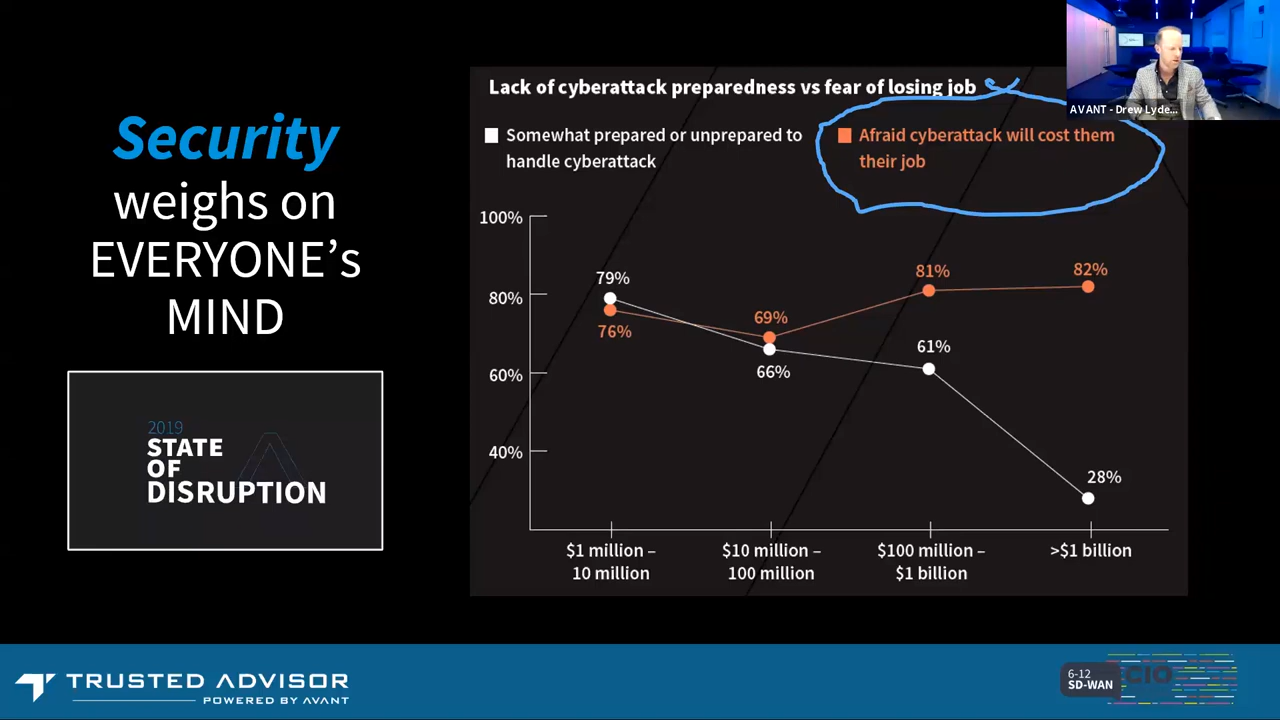 Security
weighs on
EVERYONE's
MIND
2019
STATE
OF
DISRUPTION
Lack of cyberattack preparedness vs fear of losing job
Somewhat prepared or unprepared to
handle cyberattack
Afraid cyberattack will cost them
their job
100%
80%
60%
40%
79%
76%
69%
66%
81%
61%
82%
28%
$1 million –
10 million
$10 million –
100 million
$100 million –
$1 billion
>$1 billion
AVANT - Drew Lyde...
TRUSTED ADVISOR
POWERED BY AVANT
6-12
SD-WAN
CIO